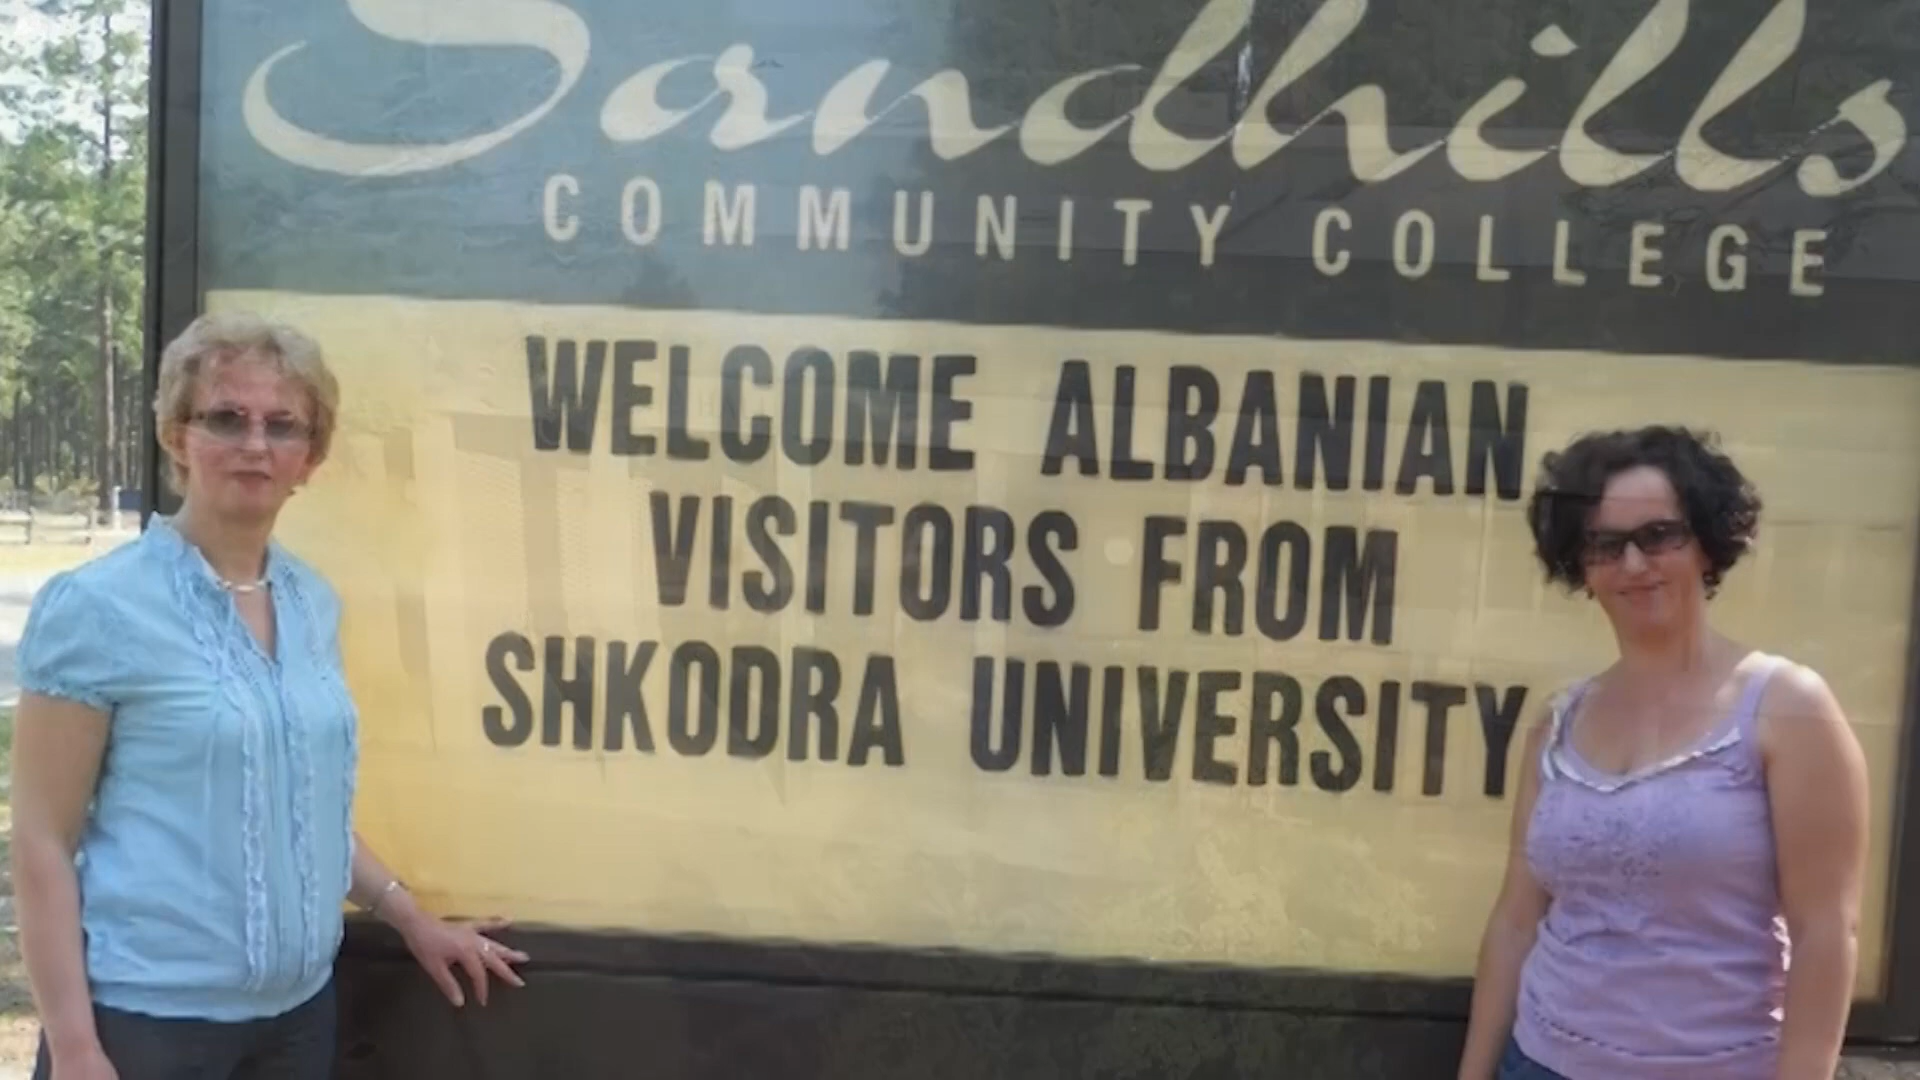 Sandhills
COMMUNITY COLLEGE
WELCOME ALBANIAN
VISITORS FROM
SHKODRA UNIVERSITY